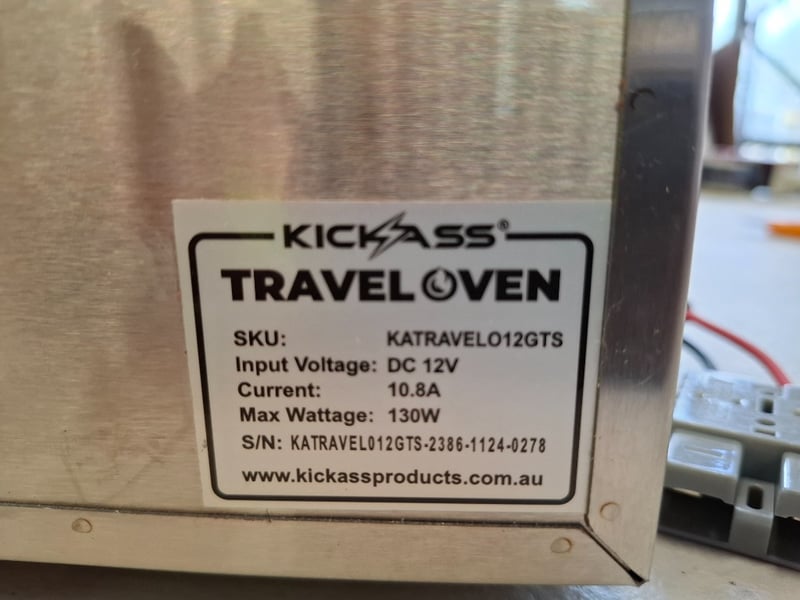 KICKASS®
TRAVEL OVEN
SKU: KATRAVELO12GTS
Input Voltage: DC 12V
Current: 10.8A
Max Wattage: 130W
S/N: KATRAVEL012GTS-2386-1124-0278
www.kickassproducts.com.au